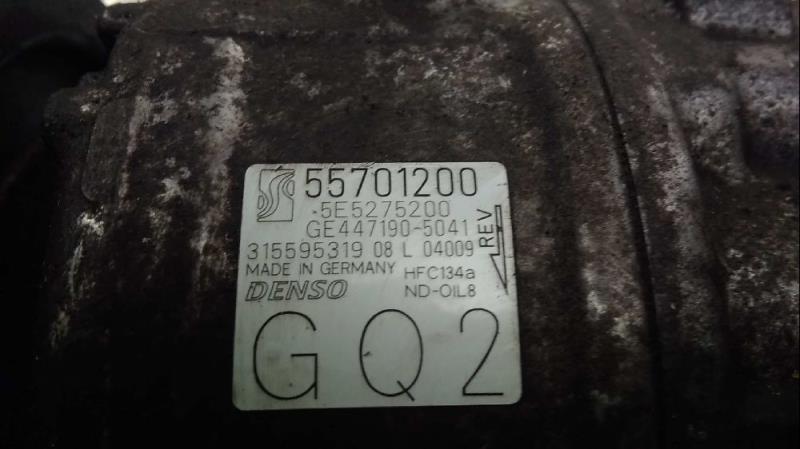 55701200
5E5275200
GE447190-5041
315595319 08 L 04009
REV
MADE IN GERMANY HFC134a
DENSO ND-OIL8
GQ2